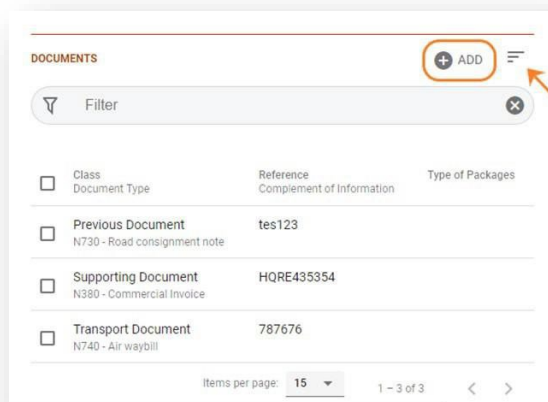 DOCUMENTS ADD
Filter
Class Reference Type of Packages
Document Type Complement of Information
Previous Document tes123
N730 - Road consignment note
Supporting Document HQRE435354
N380 - Commercial Invoice
Transport Document 787676
N740 - Air waybill
Items per page: 15 1 – 3 of 3